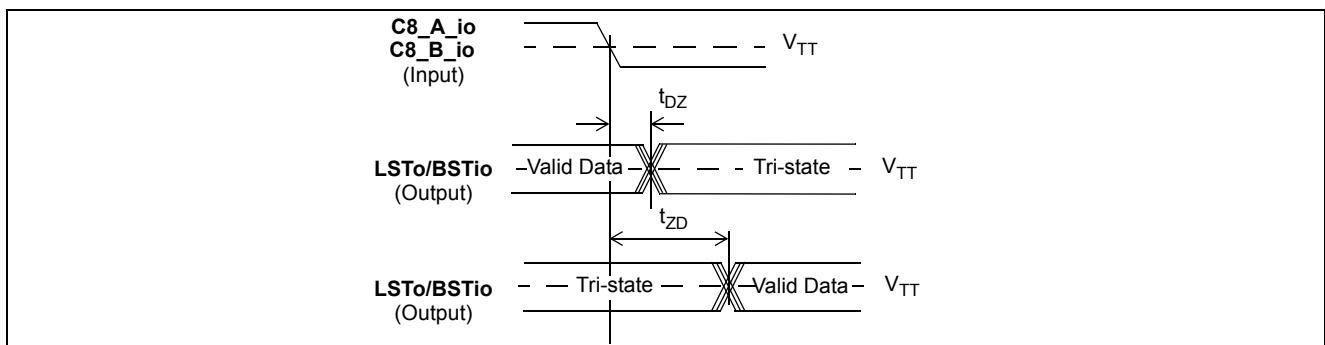 C8_A_io
C8_B_io
(Input)
V_TT
t_DZ
LSTo/BSTio
(Output)
Valid Data
Tri-state
V_TT
t_ZD
LSTo/BSTio
(Output)
Tri-state
Valid Data
V_TT